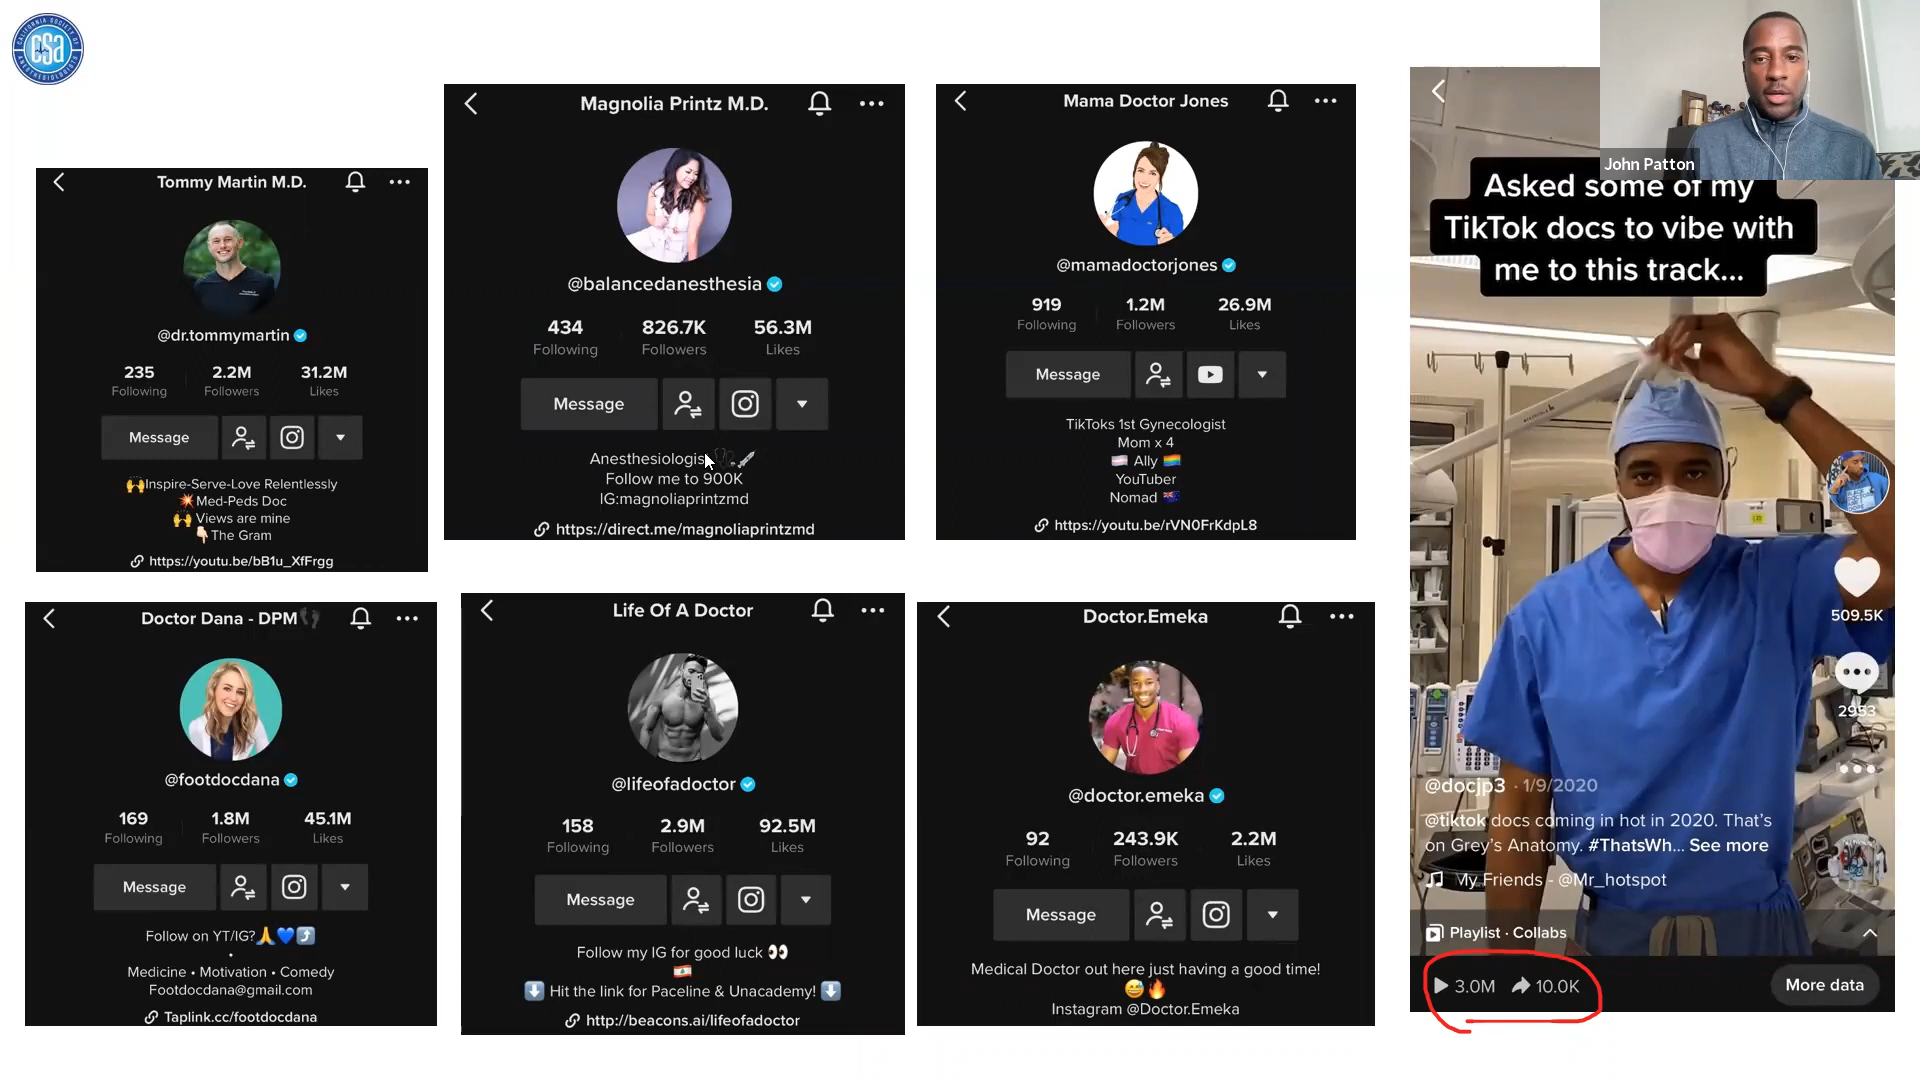 CALIFORNIA SOCIETY OF ANESTHESIOLOGISTS
csa
Tommy Martin M.D.
@dr.tommymartin
235 2.2M 31.2M
Following Followers Likes
Message
🙌Inspire-Serve-Love Relentlessly
💥Med-Peds Doc
🙌 Views are mine
👇The Gram
https://youtu.be/bB1u_XfFrgg
Magnolia Printz M.D.
@balancedanesthesia
434 826.7K 56.3M
Following Followers Likes
Message
Anesthesiologis
Follow me to 900K
IG:magnoliaprintzmd
https://direct.me/magnoliaprintzmd
Mama Doctor Jones
@mamadoctorjones
919 1.2M 26.9M
Following Followers Likes
Message
TikToks 1st Gynecologist
Mom x 4
🏳️‍⚧️ Ally 🏳️‍🌈
YouTuber
Nomad 🇳🇿
https://youtu.be/rVN0FrKdpL8
John Patton
Asked some of my
TikTok docs to vibe with
me to this track...
509.5K
2953
@docjp3 · 1/9/2020
@tiktok docs coming in hot in 2020. That's
on Grey's Anatomy. #ThatsWh... See more
My Friends - @Mr_hotspot
Playlist · Collabs
3.0M 10.0K
More data
Doctor Dana - DPM👣
@footdocdana
169 1.8M 45.1M
Following Followers Likes
Message
Follow on YT/IG?🙏💙⤴️
•
Medicine • Motivation • Comedy
Footdocdana@gmail.com
Taplink.cc/footdocdana
Life Of A Doctor
@lifeofadoctor
158 2.9M 92.5M
Following Followers Likes
Message
Follow my IG for good luck 👀
🇱🇧
⬇️ Hit the link for Paceline & Unacademy! ⬇️
http://beacons.ai/lifeofadoctor
Doctor.Emeka
@doctor.emeka
92 243.9K 2.2M
Following Followers Likes
Message
Medical Doctor out here just having a good time!
😅🔥
Instagram @Doctor.Emeka